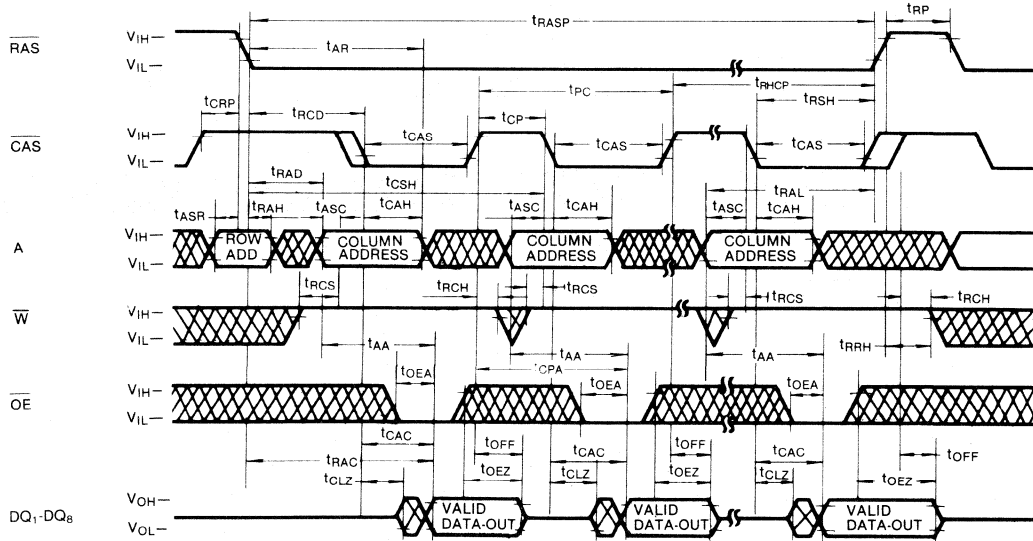 tRASP
tRP
RAS
VIH
VIL
tAR
tCRP
tRCD
tPC
tRHCP
tRSH
CAS
VIH
VIL
tCAS
tCP
tCAS
tCAS
tRAD
tCSH
tRAL
tASR
tRAH
tASC
tCAH
tASC
tCAH
tASC
tCAH
A
VIH
VIL
ROW
ADD
COLUMN
ADDRESS
COLUMN
ADDRESS
COLUMN
ADDRESS
tRCS
tRCH
tRCS
tRCS
tRCH
W
VIH
VIL
tAA
tAA
tAA
tRRH
tCPA
tOEA
tOEA
tOEA
OE
VIH
VIL
tCAC
tOFF
tCAC
tOFF
tCAC
tOFF
tRAC
tCLZ
tOEZ
tCLZ
tOEZ
tCLZ
tOEZ
DQ1-DQ8
VOH
VOL
VALID
DATA-OUT
VALID
DATA-OUT
VALID
DATA-OUT